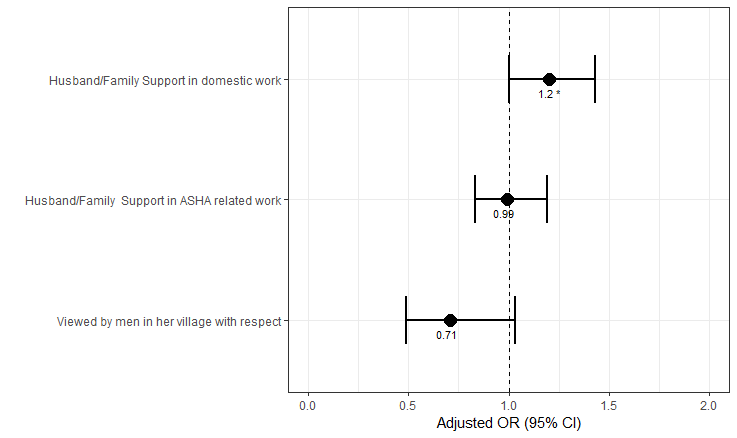 Husband/Family Support in domestic work
1.2 *
Husband/Family  Support in ASHA related work
0.99
Viewed by men in her village with respect
0.71
0.0 0.5 1.0 1.5 2.0
Adjusted OR (95% CI)